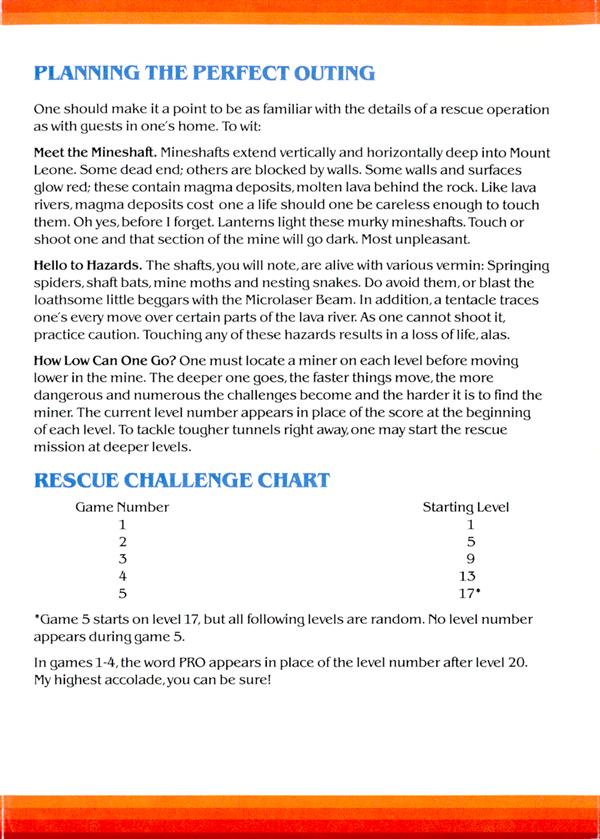 PLANNING THE PERFECT OUTING
One should make it a point to be as familiar with the details of a rescue operation
as with guests in one's home. To wit:
Meet the Mineshaft. Mineshafts extend vertically and horizontally deep into Mount
Leone. Some dead end; others are blocked by walls. Some walls and surfaces
glow red; these contain magma deposits, molten lava behind the rock. Like lava
rivers, magma deposits cost one a life should one be careless enough to touch
them. Oh yes, before I forget. Lanterns light these murky mineshafts. Touch or
shoot one and that section of the mine will go dark. Most unpleasant.
Hello to Hazards. The shafts, you will note, are alive with various vermin: Springing
spiders, shaft bats, mine moths and nesting snakes. Do avoid them, or blast the
loathsome little beggars with the Microlaser Beam. In addition, a tentacle traces
one's every move over certain parts of the lava river. As one cannot shoot it,
practice caution. Touching any of these hazards results in a loss of life, alas.
How Low Can One Go? One must locate a miner on each level before moving
lower in the mine. The deeper one goes, the faster things move, the more
dangerous and numerous the challenges become and the harder it is to find the
miner. The current level number appears in place of the score at the beginning
of each level. To tackle tougher tunnels right away, one may start the rescue
mission at deeper levels.
RESCUE CHALLENGE CHART
Game Number Starting Level
1 1
2 5
3 9
4 13
5 17*
*Game 5 starts on level 17, but all following levels are random. No level number
appears during game 5.
In games 1-4, the word PRO appears in place of the level number after level 20.
My highest accolade, you can be sure!